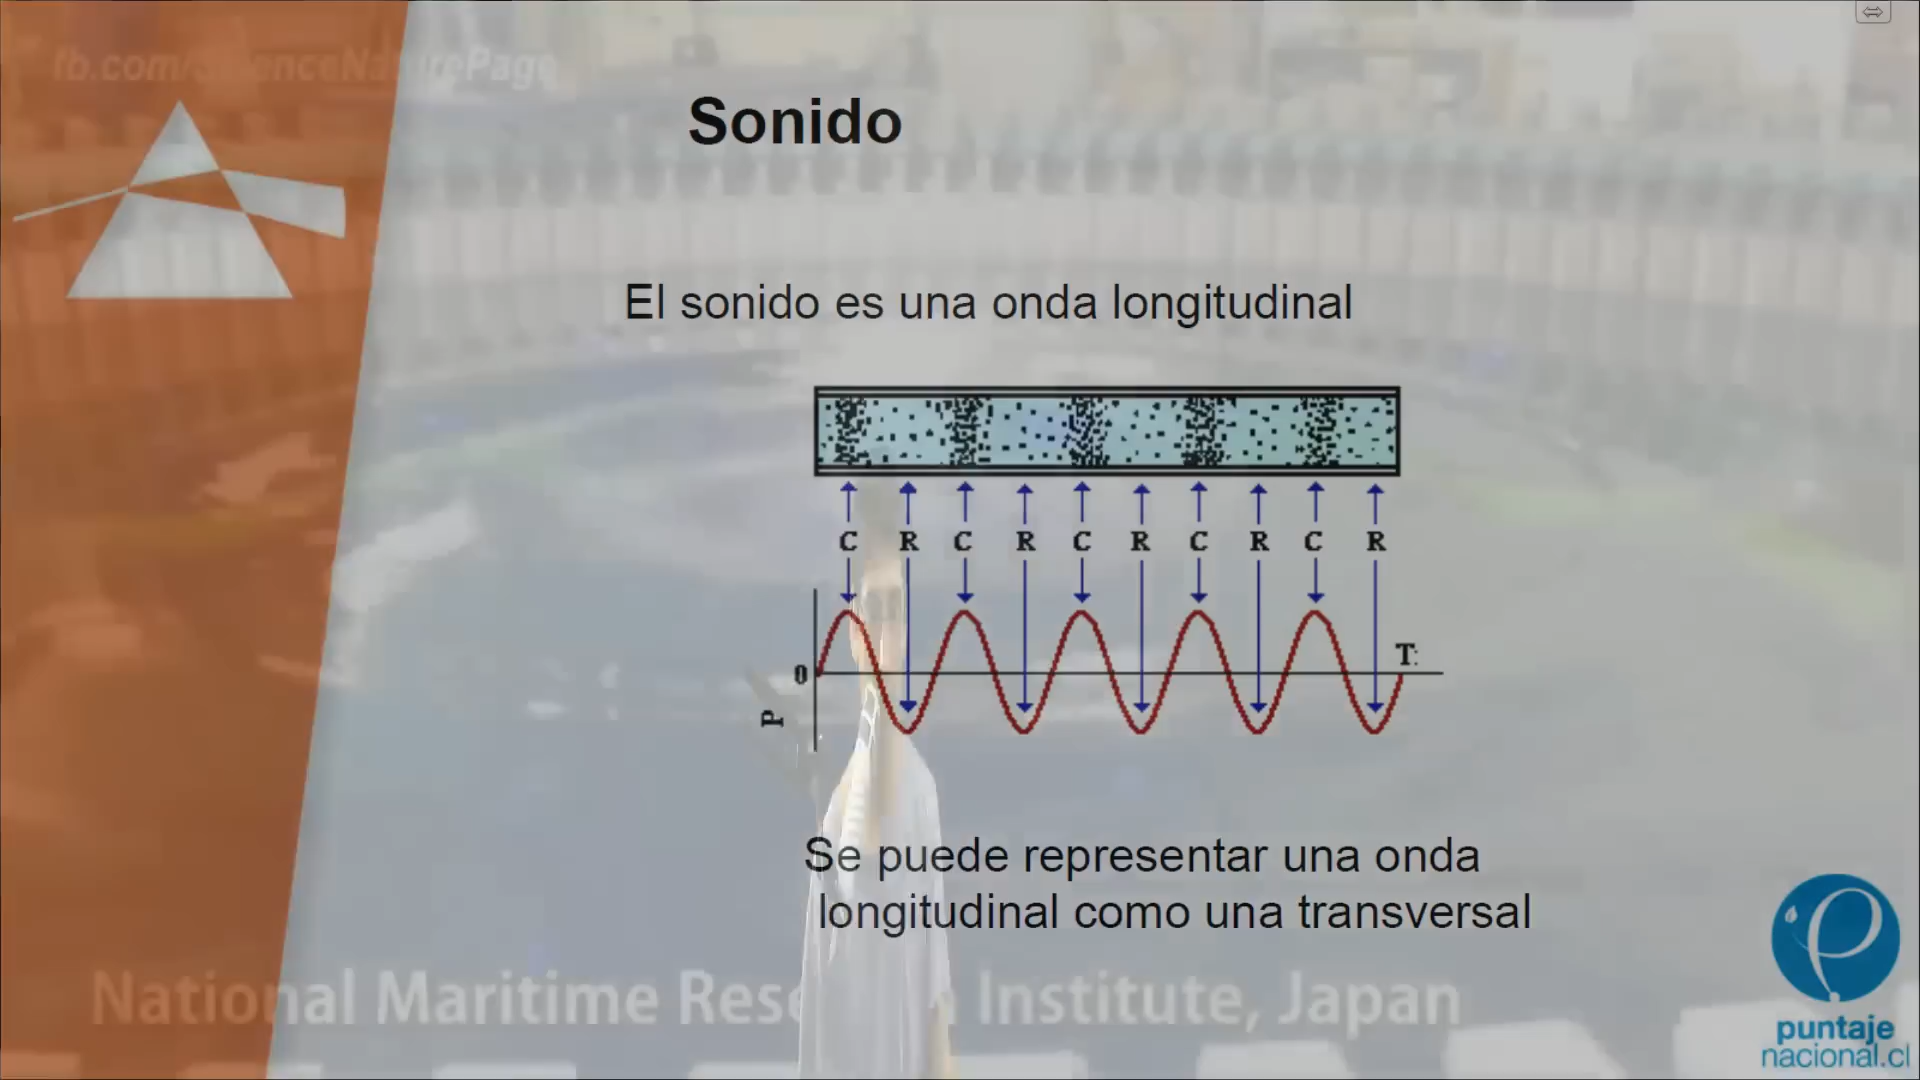 Sonido
El sonido es una onda longitudinal
C R C R C R C R C R
0
T:
P
Se puede representar una onda
longitudinal como una transversal
National Maritime Research Institute, Japan
puntaje
nacional.cl